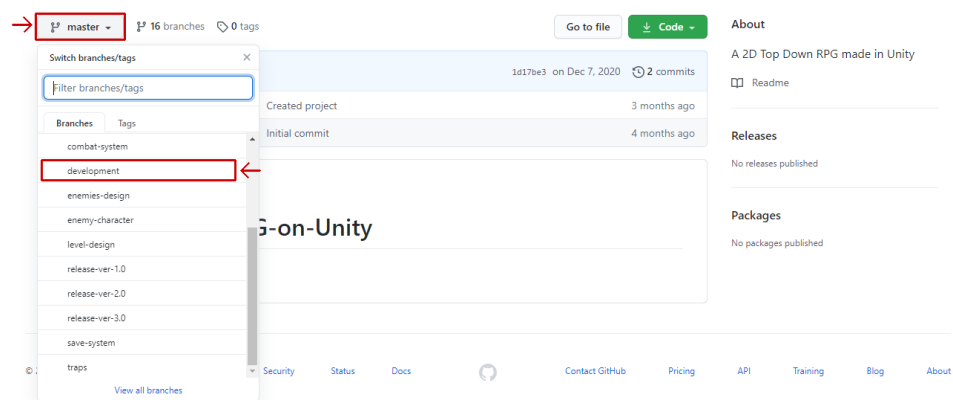 master
16 branches
0 tags
Go to file
Code
About
Switch branches/tags
A 2D Top Down RPG made in Unity
1d17be3 on Dec 7, 2020
2 commits
Filter branches/tags
Readme
Created project
3 months ago
Branches
Tags
Initial commit
4 months ago
Releases
combat-system
No releases published
development
enemies-design
Packages
enemy-character
G-on-Unity
No packages published
level-design
release-ver-1.0
release-ver-2.0
release-ver-3.0
save-system
traps
©
Security
Status
Docs
Contact GitHub
Pricing
API
Training
Blog
About
View all branches